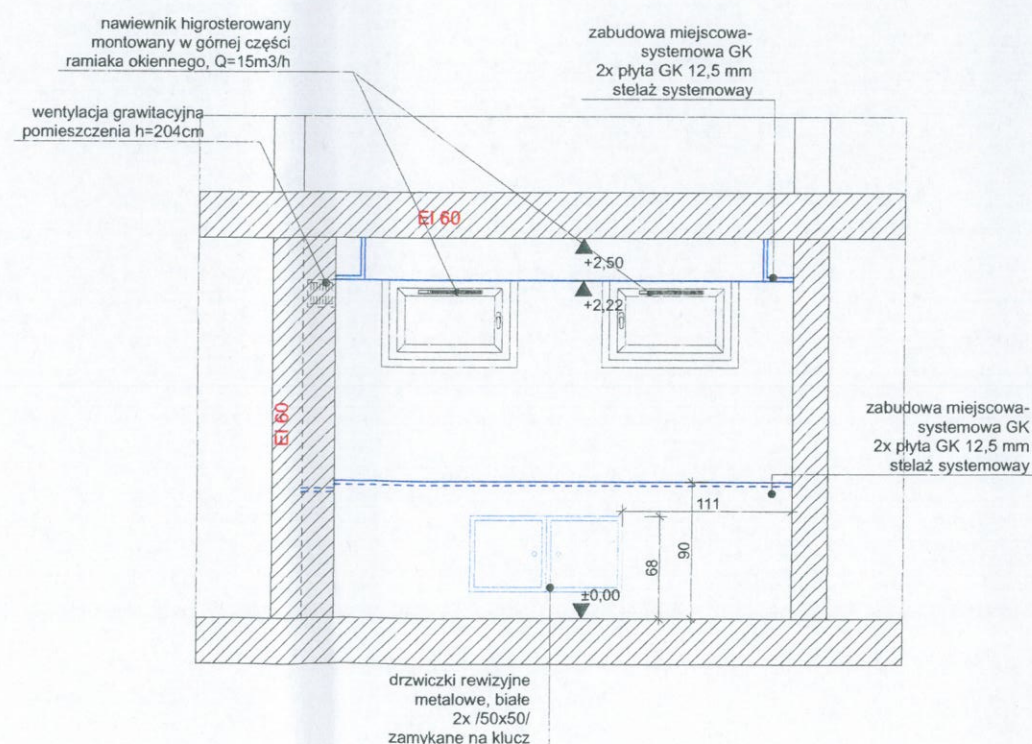 nawiewnik higrosterowany
montowany w górnej części
ramiaka okiennego, Q=15m3/h
zabudowa miejscowa-
systemowa GK
2x płyta GK 12,5 mm
stelaż systemoway
wentylacja grawitacyjna
pomieszczenia h=204cm
EI 60
+2,50
+2,22
EI 60
zabudowa miejscowa-
systemowa GK
2x płyta GK 12,5 mm
stelaż systemoway
111
68
90
±0,00
drzwiczki rewizyjne
metalowe, białe
2x /50x50/
zamykane na klucz